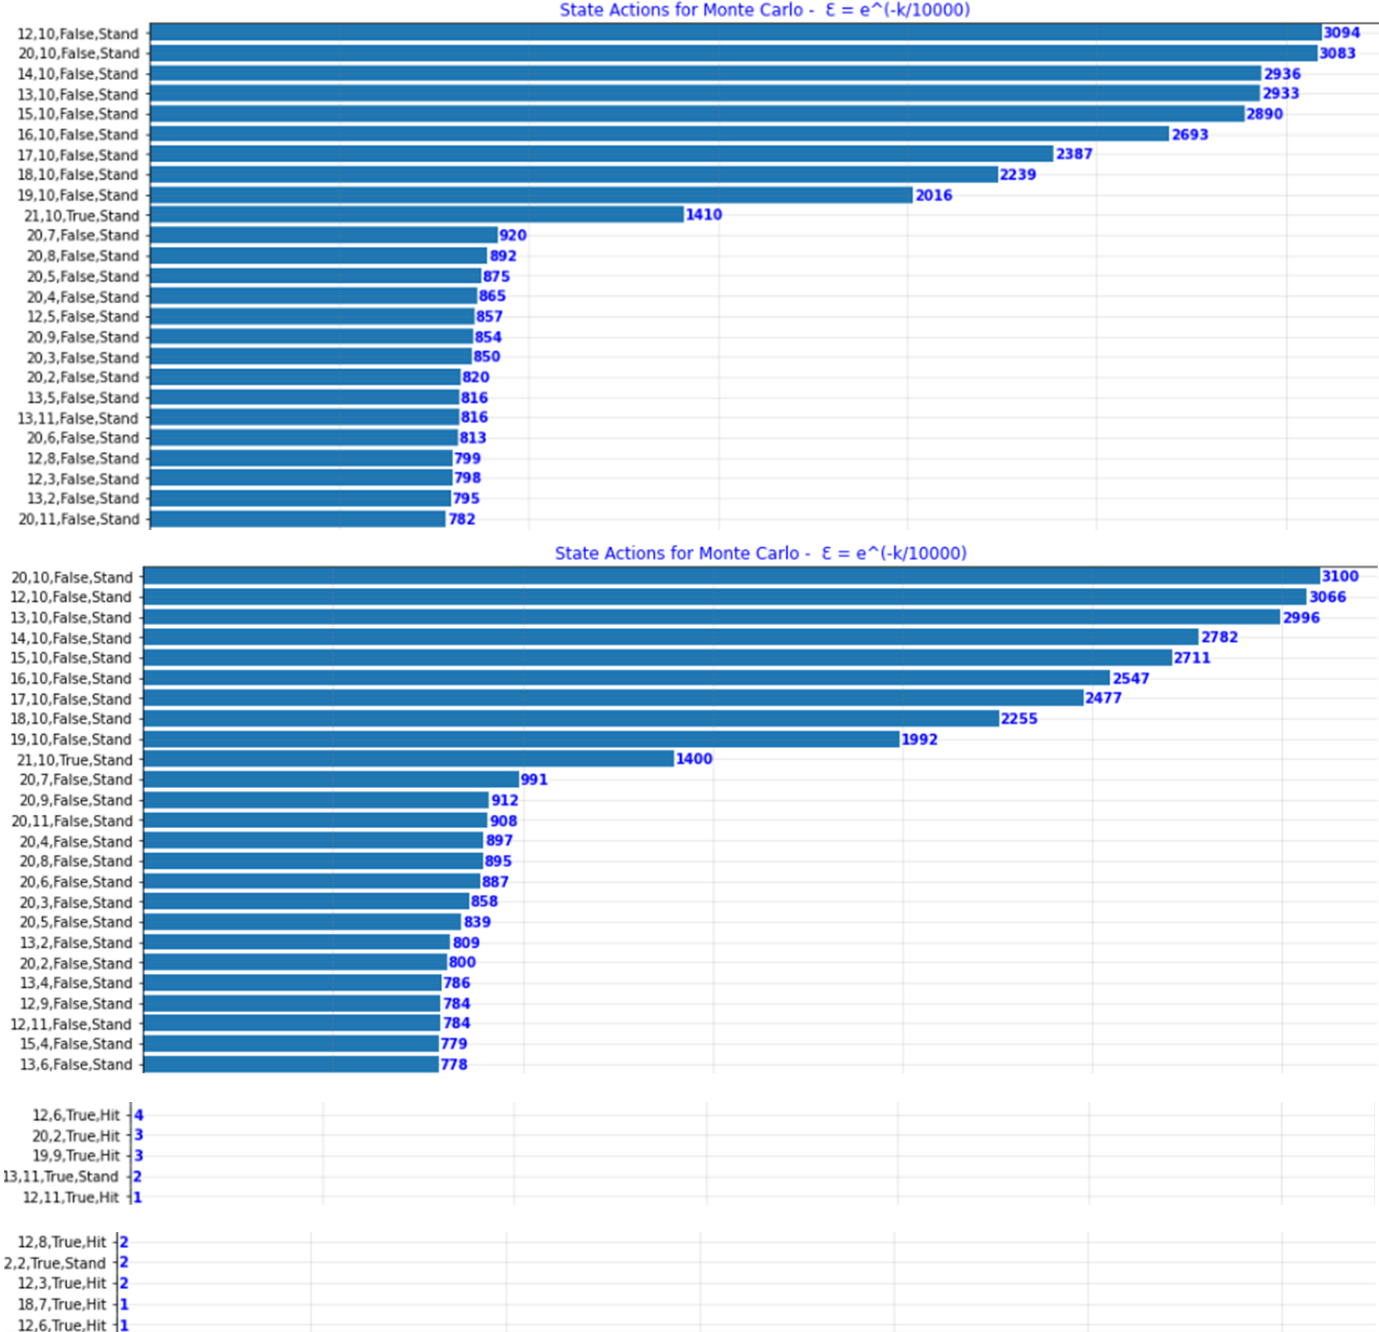 State Actions for Monte Carlo - Ɛ = e^(-k/10000)
12,10,False,Stand 3094
20,10,False,Stand 3083
14,10,False,Stand 2936
13,10,False,Stand 2933
15,10,False,Stand 2890
16,10,False,Stand 2693
17,10,False,Stand 2387
18,10,False,Stand 2239
19,10,False,Stand 2016
21,10,True,Stand 1410
20,7,False,Stand 920
20,8,False,Stand 892
20,5,False,Stand 875
20,4,False,Stand 865
12,5,False,Stand 857
20,9,False,Stand 854
20,3,False,Stand 850
20,2,False,Stand 820
13,5,False,Stand 816
13,11,False,Stand 816
20,6,False,Stand 813
12,8,False,Stand 799
12,3,False,Stand 798
13,2,False,Stand 795
20,11,False,Stand 782
State Actions for Monte Carlo - Ɛ = e^(-k/10000)
20,10,False,Stand 3100
12,10,False,Stand 3066
13,10,False,Stand 2996
14,10,False,Stand 2782
15,10,False,Stand 2711
16,10,False,Stand 2547
17,10,False,Stand 2477
18,10,False,Stand 2255
19,10,False,Stand 1992
21,10,True,Stand 1400
20,7,False,Stand 991
20,9,False,Stand 912
20,11,False,Stand 908
20,4,False,Stand 897
20,8,False,Stand 895
20,6,False,Stand 887
20,3,False,Stand 858
20,5,False,Stand 839
13,2,False,Stand 809
20,2,False,Stand 800
13,4,False,Stand 786
12,9,False,Stand 784
12,11,False,Stand 784
15,4,False,Stand 779
13,6,False,Stand 778
12,6,True,Hit 4
20,2,True,Hit 3
19,9,True,Hit 3
13,11,True,Stand 2
12,11,True,Hit 1
12,8,True,Hit 2
2,2,True,Stand 2
12,3,True,Hit 2
18,7,True,Hit 1
12,6,True,Hit 1